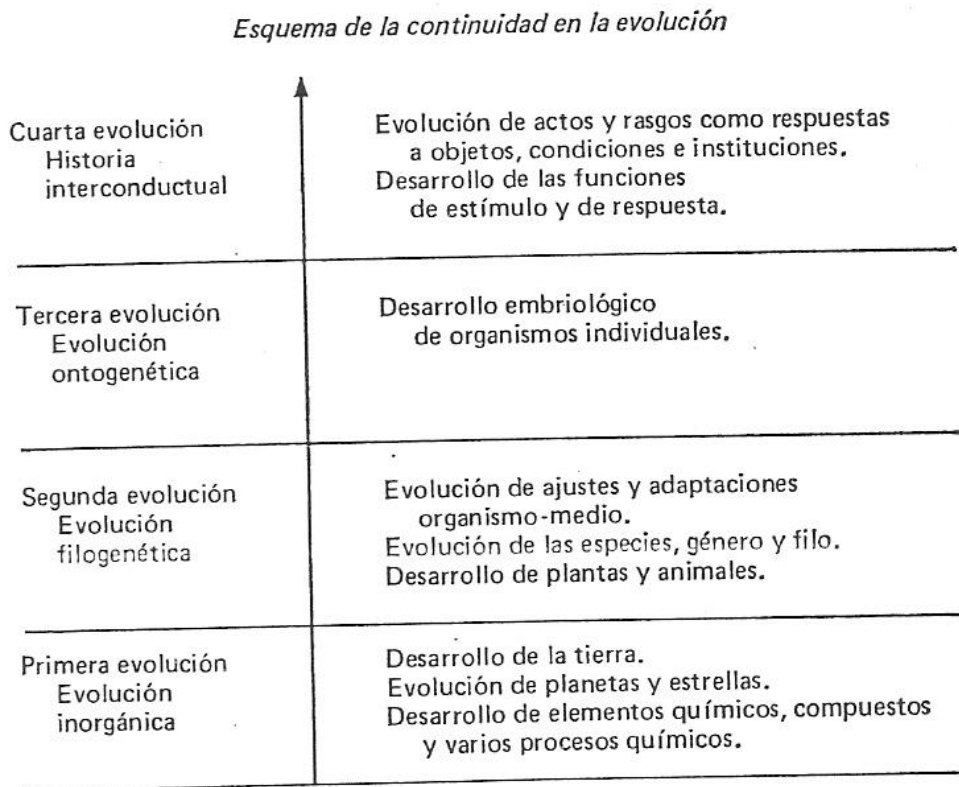 Esquema de la continuidad en la evolución
Cuarta evolución
Historia
interconductual
Evolución de actos y rasgos como respuestas
a objetos, condiciones e instituciones.
Desarrollo de las funciones
de estímulo y de respuesta.
Tercera evolución
Evolución
ontogenética
Desarrollo embriológico
de organismos individuales.
Segunda evolución
Evolución
filogenética
Evolución de ajustes y adaptaciones
organismo-medio.
Evolución de las especies, género y filo.
Desarrollo de plantas y animales.
Primera evolución
Evolución
inorgánica
Desarrollo de la tierra.
Evolución de planetas y estrellas.
Desarrollo de elementos químicos, compuestos
y varios procesos químicos.